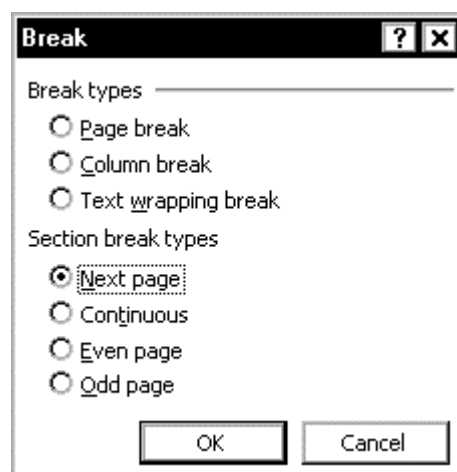 Break ? X
Break types
Page break
Column break
Text wrapping break
Section break types
Next page
Continuous
Even page
Odd page
OK Cancel